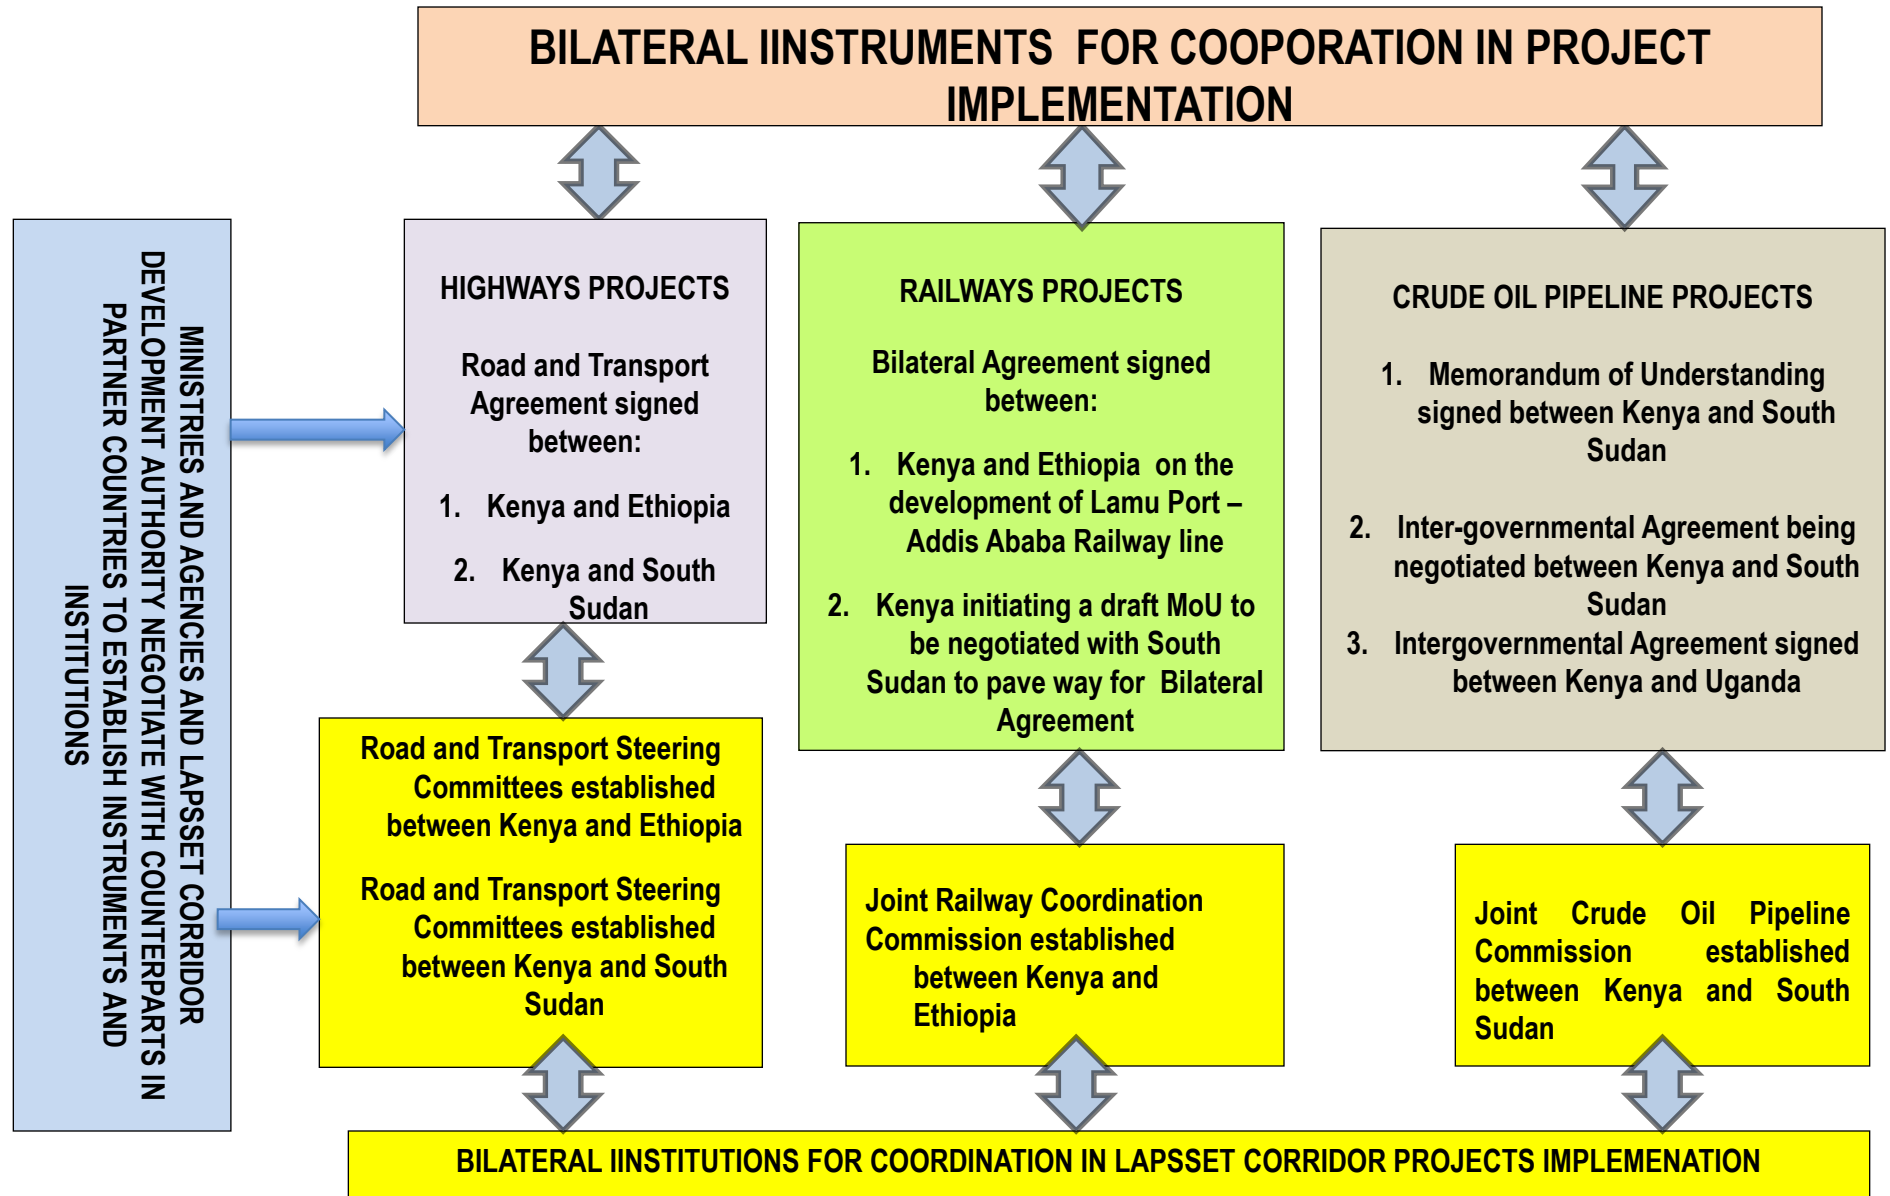 BILATERAL IINSTRUMENTS FOR COOPORATION IN PROJECT
IMPLEMENTATION
MINISTRIES AND AGENCIES AND LAPSSET CORRIDOR
DEVELOPMENT AUTHORITY NEGOTIATE WITH COUNTERPARTS IN
PARTNER COUNTRIES TO ESTABLISH INSTRUMENTS AND
INSTITUTIONS
HIGHWAYS PROJECTS
Road and Transport
Agreement signed
between:
1. Kenya and Ethiopia
2. Kenya and South
Sudan
RAILWAYS PROJECTS
Bilateral Agreement signed
between:
1. Kenya and Ethiopia on the
development of Lamu Port –
Addis Ababa Railway line
2. Kenya initiating a draft MoU to
be negotiated with South
Sudan to pave way for Bilateral
Agreement
CRUDE OIL PIPELINE PROJECTS
1. Memorandum of Understanding
signed between Kenya and South
Sudan
2. Inter-governmental Agreement being
negotiated between Kenya and South
Sudan
3. Intergovernmental Agreement signed
between Kenya and Uganda
Road and Transport Steering
Committees established
between Kenya and Ethiopia
Road and Transport Steering
Committees established
between Kenya and South
Sudan
Joint Railway Coordination
Commission established
between Kenya and
Ethiopia
Joint Crude Oil Pipeline
Commission established
between Kenya and South
Sudan
BILATERAL IINSTITUTIONS FOR COORDINATION IN LAPSSET CORRIDOR PROJECTS IMPLEMENATION